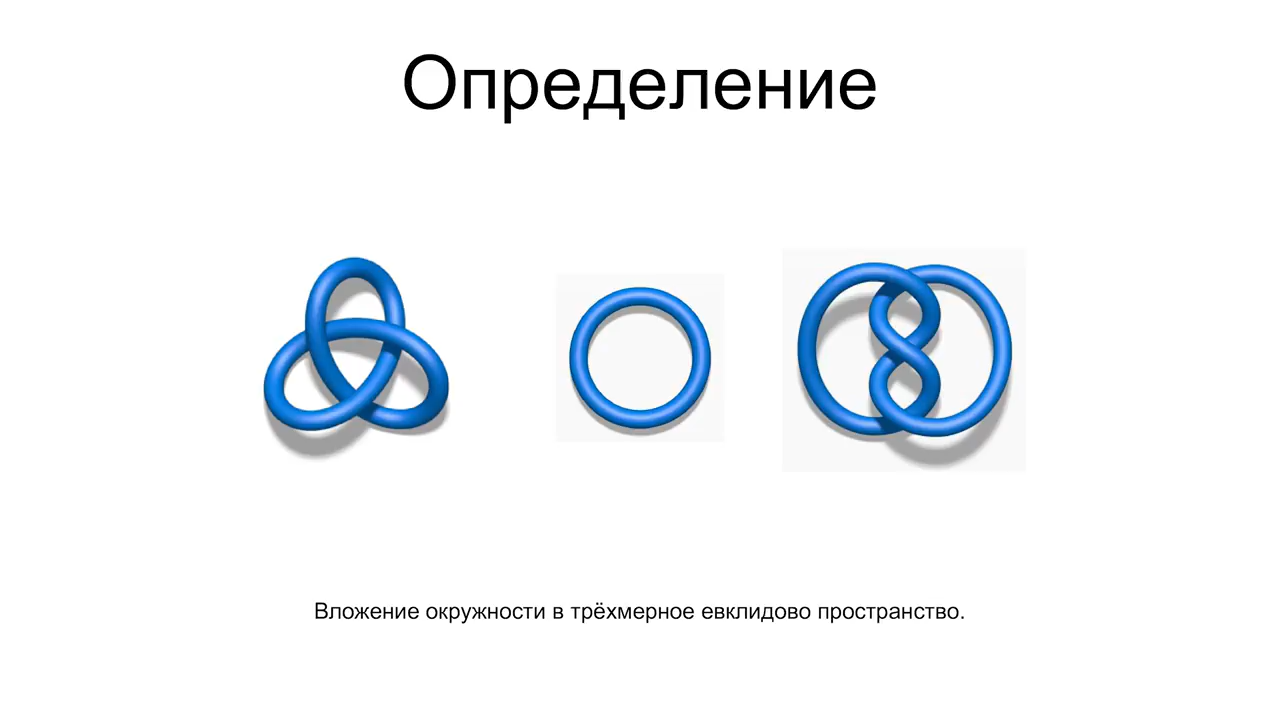 Определение
Вложение окружности в трёхмерное евклидово пространство.